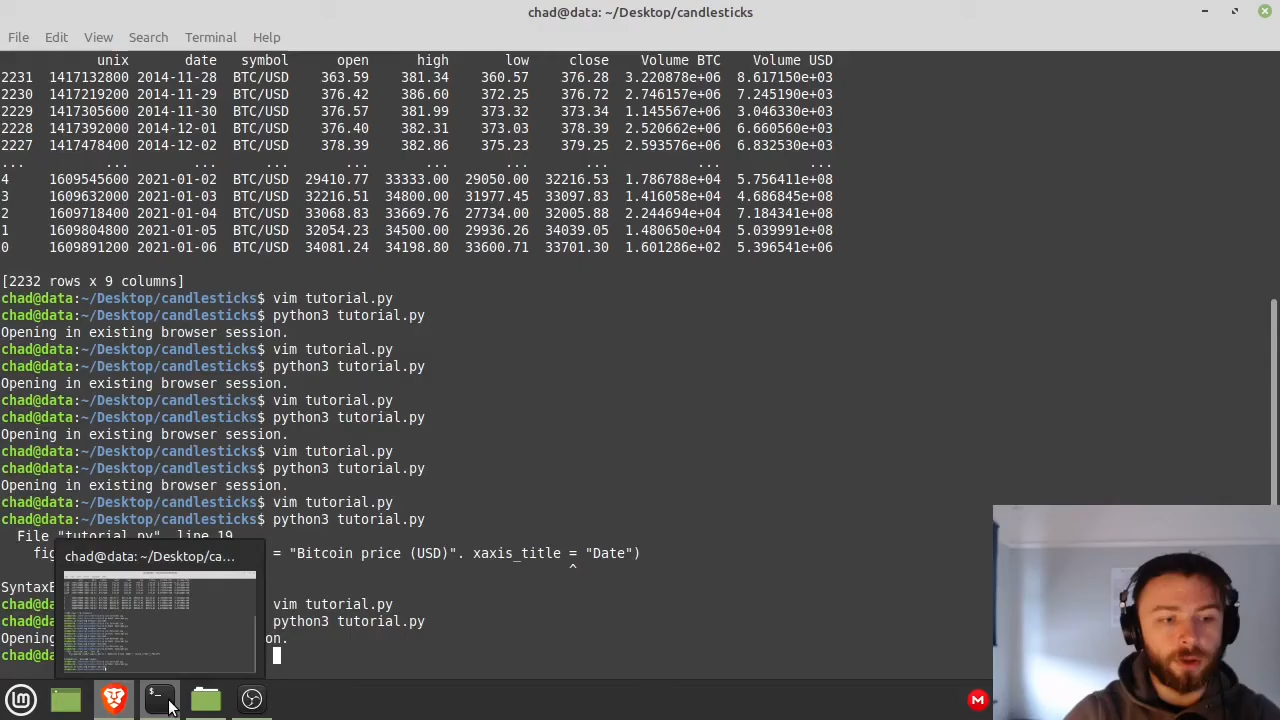 chad@data: ~/Desktop/candlesticks
File Edit View Search Terminal Help
unix date symbol open high low close Volume BTC Volume USD
2231 1417132800 2014-11-28 BTC/USD 363.59 381.34 360.57 376.28 3.220878e+06 8.617150e+03
2230 1417219200 2014-11-29 BTC/USD 376.42 386.60 372.25 376.72 2.746157e+06 7.245190e+03
2229 1417305600 2014-11-30 BTC/USD 376.57 381.99 373.32 373.34 1.145567e+06 3.046330e+03
2228 1417392000 2014-12-01 BTC/USD 376.40 382.31 373.03 378.39 2.520662e+06 6.660560e+03
2227 1417478400 2014-12-02 BTC/USD 378.39 382.86 375.23 379.25 2.593576e+06 6.832530e+03
... ... ... ... ... ... ... ... ... ...
4 1609545600 2021-01-02 BTC/USD 29410.77 33333.00 29050.00 32216.53 1.786788e+04 5.756411e+08
3 1609632000 2021-01-03 BTC/USD 32216.51 34800.00 31977.45 33097.83 1.416058e+04 4.686845e+08
2 1609718400 2021-01-04 BTC/USD 33068.83 33669.76 27734.00 32005.88 2.244694e+04 7.184341e+08
1 1609804800 2021-01-05 BTC/USD 32054.23 34500.00 29936.26 34039.05 1.480650e+04 5.039991e+08
0 1609891200 2021-01-06 BTC/USD 34081.24 34198.80 33600.71 33701.30 1.601286e+02 5.396541e+06
[2232 rows x 9 columns]
chad@data:~/Desktop/candlesticks$ vim tutorial.py
chad@data:~/Desktop/candlesticks$ python3 tutorial.py
Opening in existing browser session.
chad@data:~/Desktop/candlesticks$ vim tutorial.py
chad@data:~/Desktop/candlesticks$ python3 tutorial.py
Opening in existing browser session.
chad@data:~/Desktop/candlesticks$ vim tutorial.py
chad@data:~/Desktop/candlesticks$ python3 tutorial.py
Opening in existing browser session.
chad@data:~/Desktop/candlesticks$ vim tutorial.py
chad@data:~/Desktop/candlesticks$ python3 tutorial.py
Opening in existing browser session.
chad@data:~/Desktop/candlesticks$ vim tutorial.py
chad@data:~/Desktop/candlesticks$ python3 tutorial.py
File "tutorial.py", line 19
fig = "Bitcoin price (USD)". xaxis_title = "Date")
^
chad@data: ~/Desktop/ca...
SyntaxE
chad@da vim tutorial.py
chad@da python3 tutorial.py
Opening on.
chad@da
$_
M